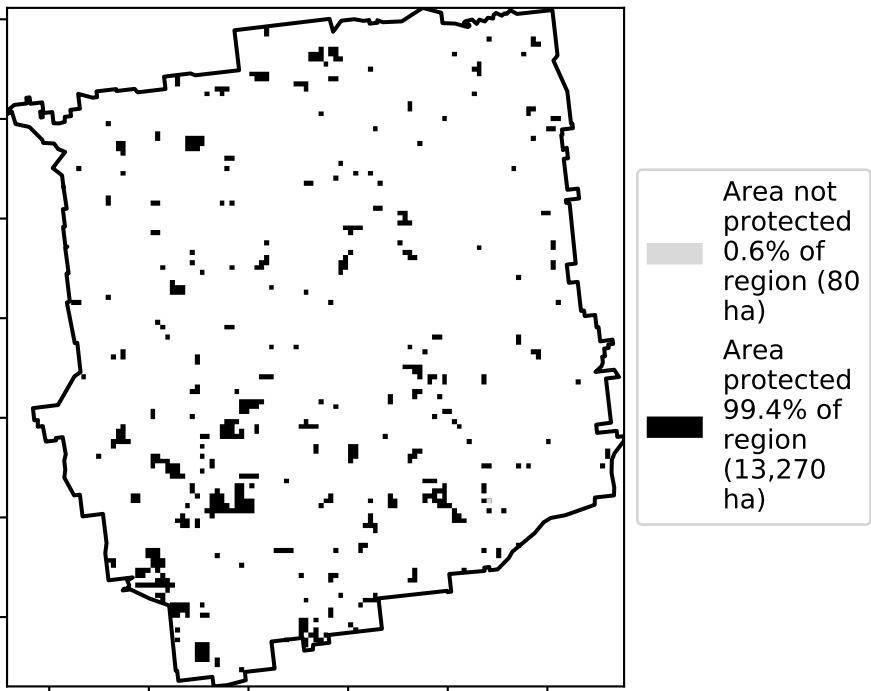 Area not
protected
0.6% of
region (80
ha)
Area
protected
99.4% of
region
(13,270
ha)